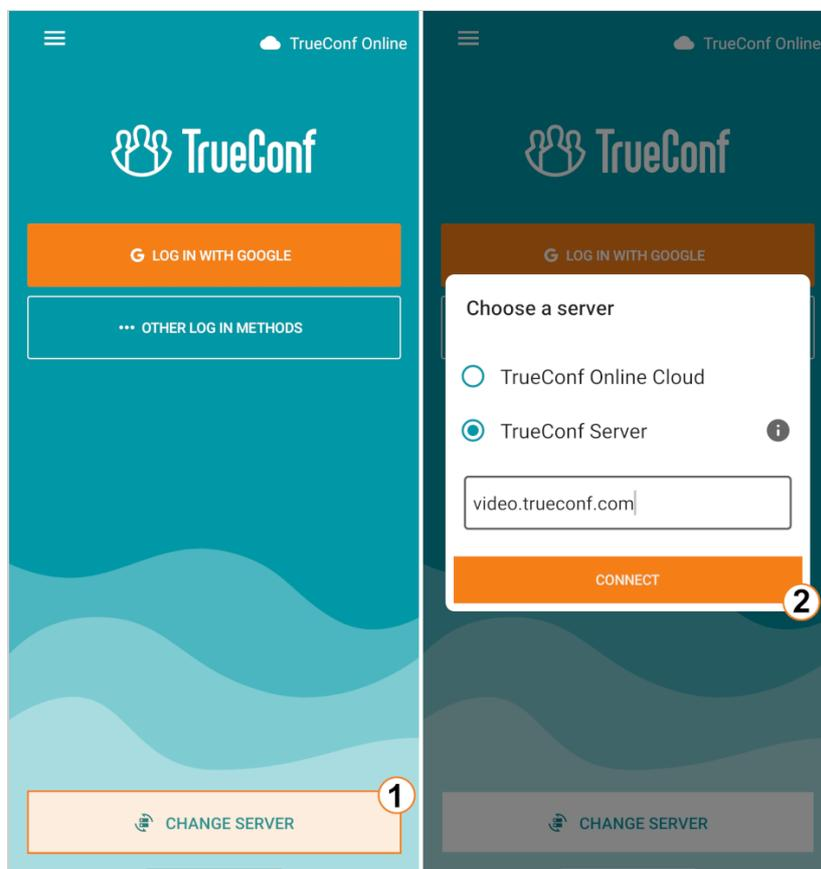 TrueConf Online
TrueConf
G LOG IN WITH GOOGLE
••• OTHER LOG IN METHODS
1
CHANGE SERVER
TrueConf Online
TrueConf
G LOG IN WITH GOOGLE
Choose a server
TrueConf Online Cloud
TrueConf Server
i
video.trueconf.com
CONNECT
2
CHANGE SERVER